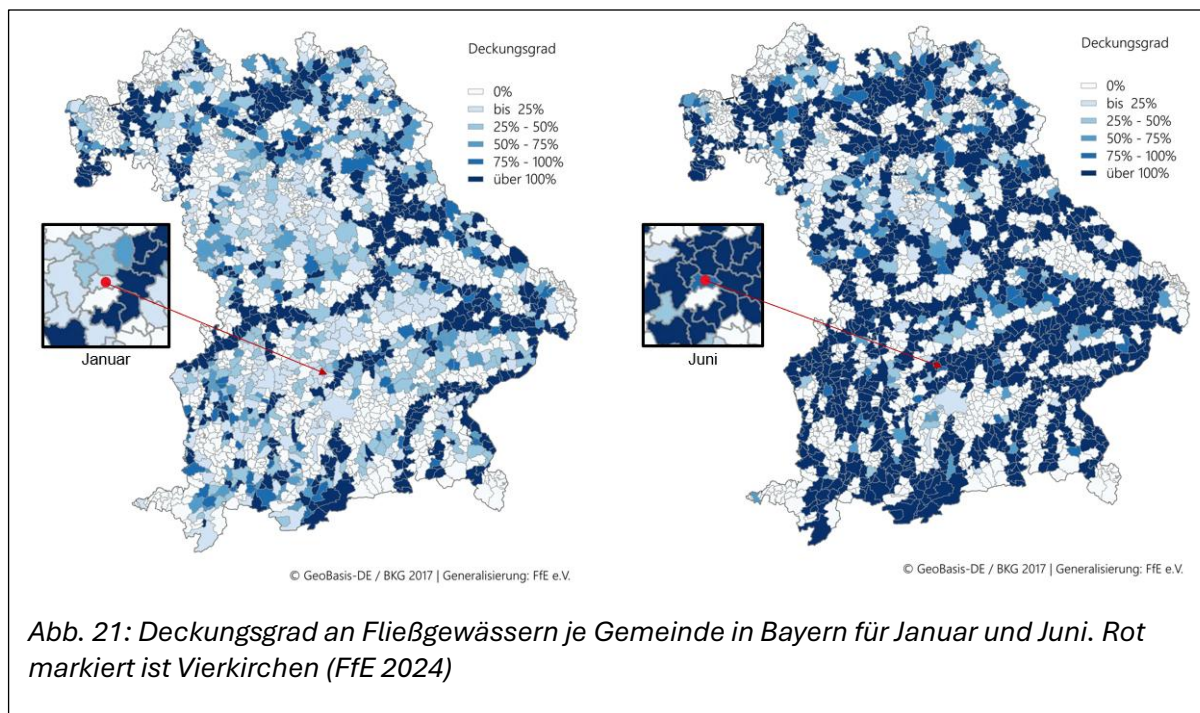 Deckungsgrad
0%
bis 25%
25% - 50%
50% - 75%
75% - 100%
über 100%
Januar
© GeoBasis-DE / BKG 2017 | Generalisierung: FfE e.V.
Deckungsgrad
0%
bis 25%
25% - 50%
50% - 75%
75% - 100%
über 100%
Juni
© GeoBasis-DE / BKG 2017 | Generalisierung: FfE e.V.
Abb. 21: Deckungsgrad an Fließgewässern je Gemeinde in Bayern für Januar und Juni. Rot
markiert ist Vierkirchen (FfE 2024)